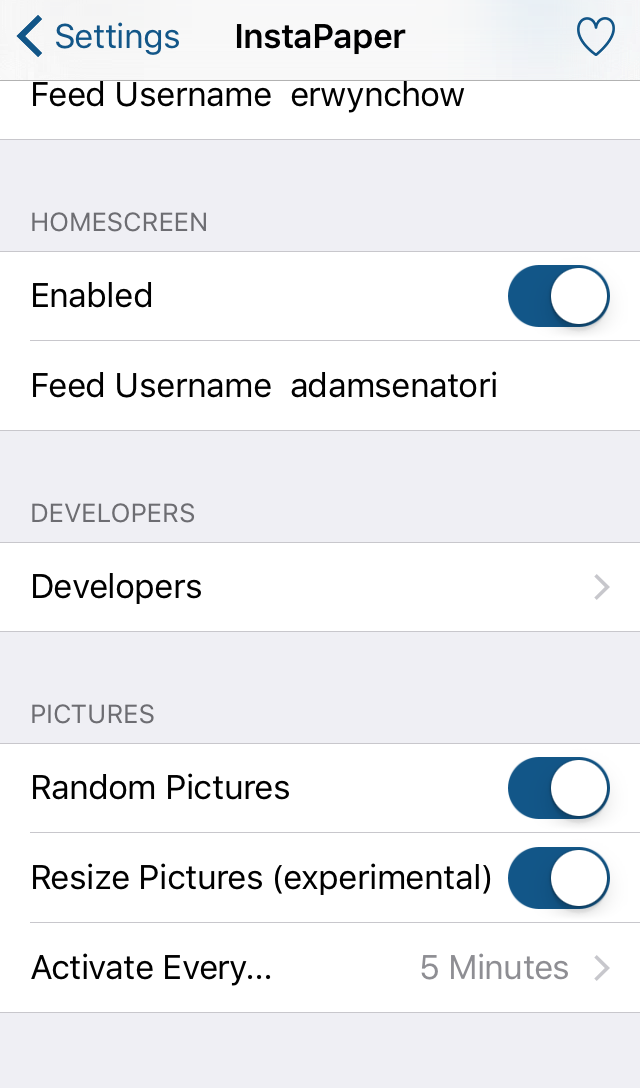 Settings InstaPaper
Feed Username erwynchow
HOMESCREEN
Enabled
Feed Username adamsenatori
DEVELOPERS
Developers
PICTURES
Random Pictures
Resize Pictures (experimental)
Activate Every... 5 Minutes